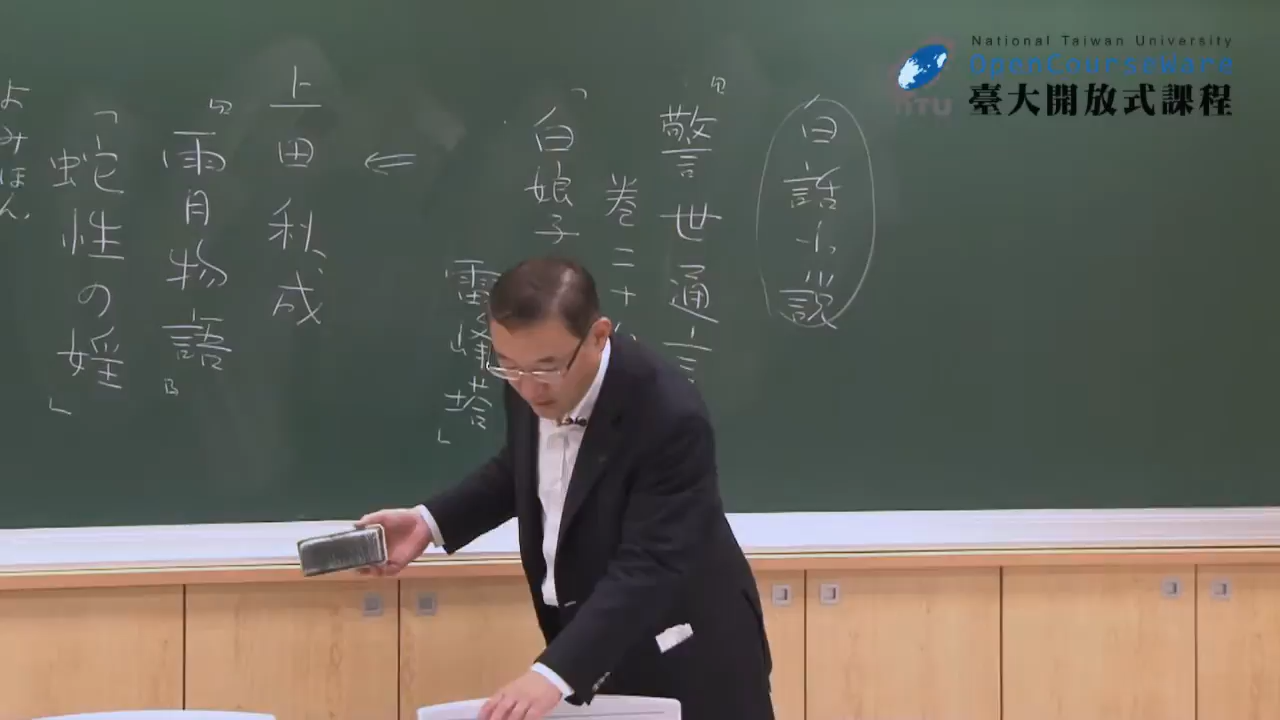 National Taiwan University
OpenCourseWare
臺大開放式課程
NTU
白話小説
『警世通言
卷二十
「白娘子
雷峰塔」
⇐
上田秋成
『雨月物語』
「蛇性の婬」
よみほん